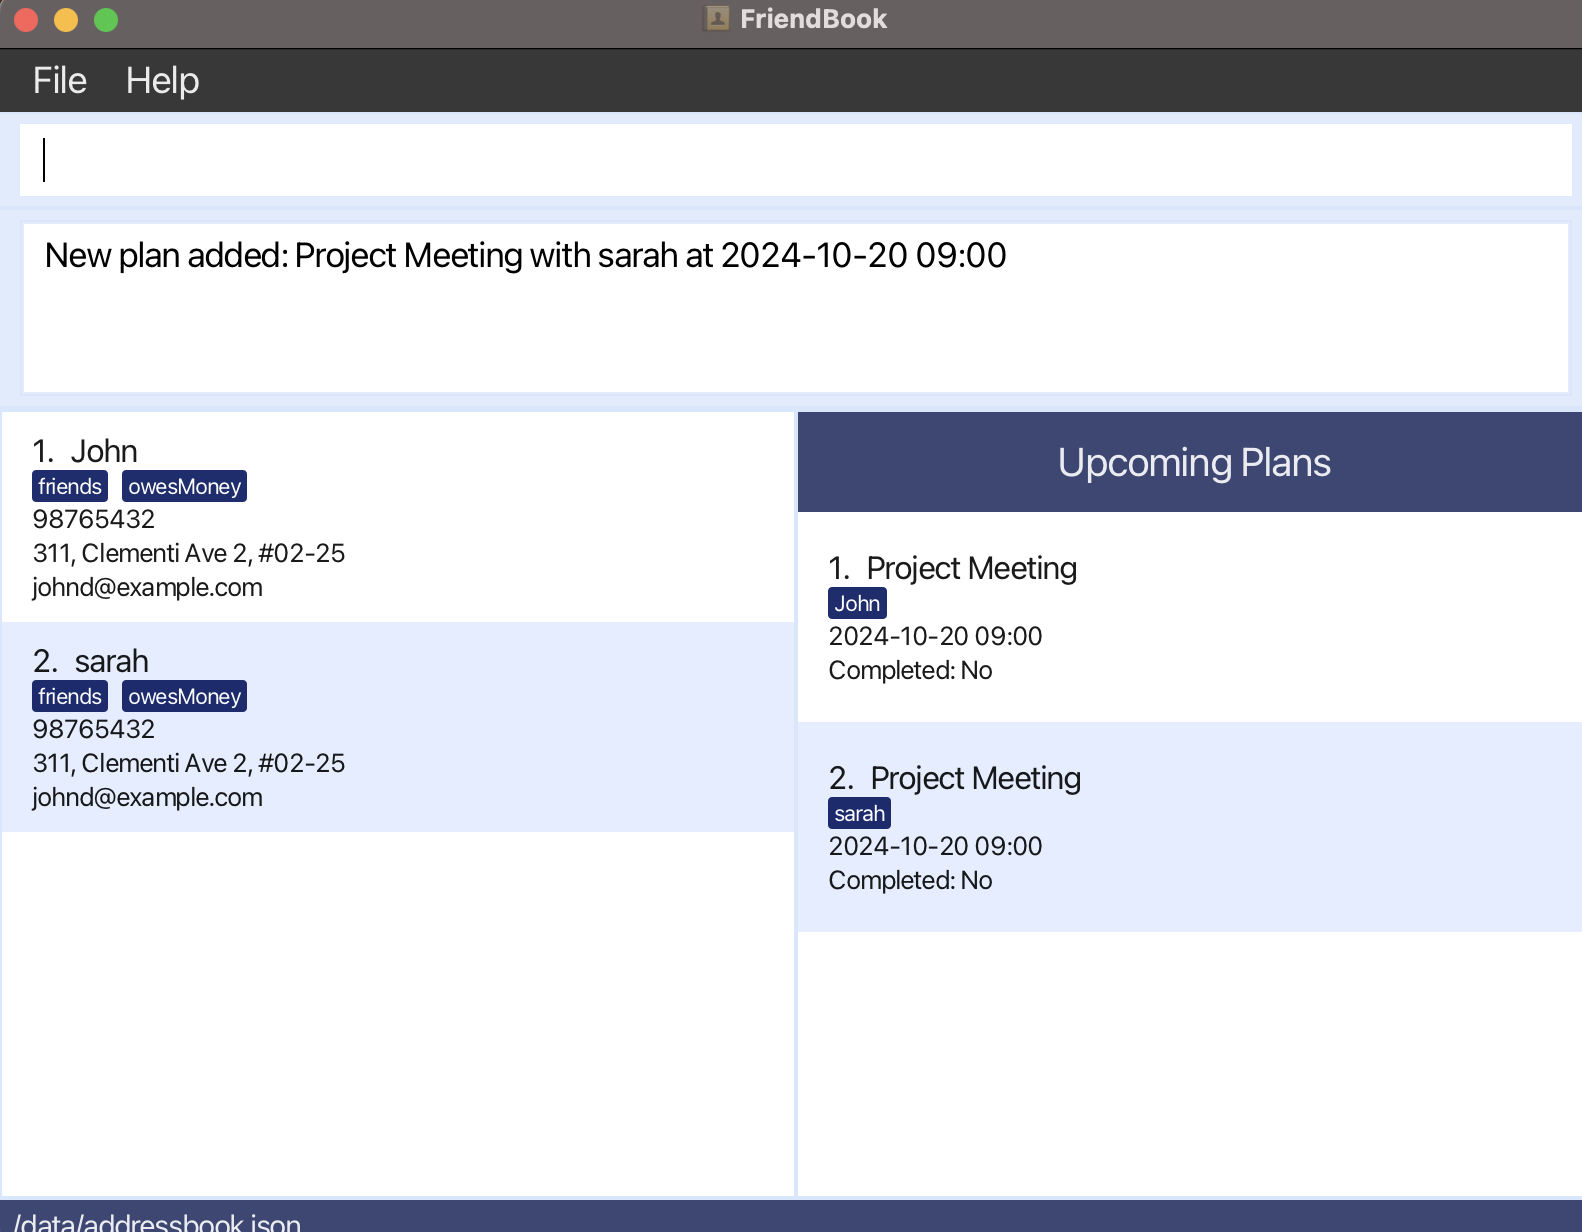 FriendBook
File Help
New plan added: Project Meeting with sarah at 2024-10-20 09:00
1. John
friends owesMoney
98765432
311, Clementi Ave 2, #02-25
johnd@example.com
2. sarah
friends owesMoney
98765432
311, Clementi Ave 2, #02-25
johnd@example.com
Upcoming Plans
1. Project Meeting
John
2024-10-20 09:00
Completed: No
2. Project Meeting
sarah
2024-10-20 09:00
Completed: No
/data/addressbook.json